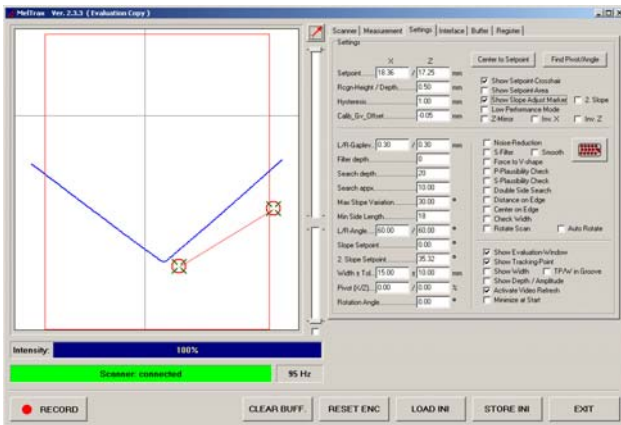 MelTrax Ver. 2.3.3 ( Evaluation Copy )
Scanner | Measurement | Settings | Interface | Buffer | Register
Settings
X Z
Setpoint 18.36 / 17.25 mm
Center to Setpoint
Find Pivot/Angle
Rcgn-Height / Depth 0.50 mm
Hysteresis 1.00 mm
Calib_Gv_Offset -0.05 mm
Show Setpoint-Crosshair
Show Setpoint-Area
Show Slope Adjust Marker 2. Slope
Low Performance Mode
Z-Mirror Inv. X Inv. Z
L/R-Gaplev. 0.30 / 0.30 mm
Filter depth 0
Search depth 20
Search appx. 10.00
Max Slope Variation 30.00 °
Min Side Length 18
L/R-Angle 60.00 / 60.00 °
Slope Setpoint 0.00 °
2. Slope Setpoint 35.32 °
Width ± Tol. 15.00 ± 10.00 mm
Pivot (X/Z) 0.00 / 0.00 %
Rotation Angle 0.00 °
Noise-Reduction
S-Filter Smooth
Force to V-shape
P-Plausibility Check
S-Plausibility Check
Double Side Search
Distance on Edge
Center on Edge
Check Width
Rotate Scan Auto Rotate
Show Evaluation-Window
Show Tracking-Point
Show Width T.P/W in Groove
Show Depth / Amplitude
Activate Video Refresh
Minimize at Start
Intensity: 100%
Scanner connected 95 Hz
RECORD
CLEAR BUFF.
RESET ENC
LOAD INI
STORE INI
EXIT